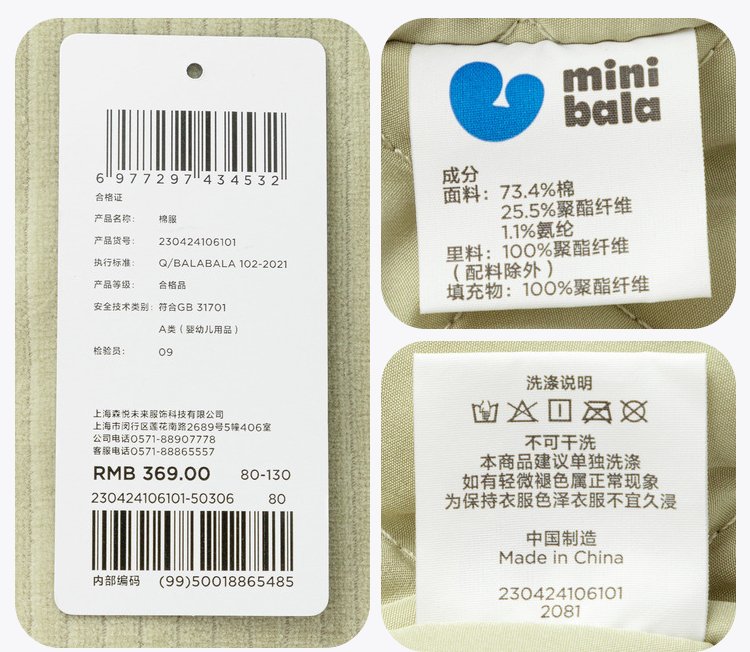 6 977297 434532
合格证
产品名称: 棉服
产品货号: 230424106101
执行标准: Q/BALABALA 102-2021
产品等级: 合格品
安全技术类别: 符合GB 31701
A类（婴幼儿用品）
检验员: 09
上海森悦未来服饰科技有限公司
上海市闵行区莲花南路2689号5幢406室
公司电话0571-88907778
客服电话0571-88865557
RMB 369.00 80-130
230424106101-50306 80
内部编码 (99)50018865485
mini
bala
成分
面料: 73.4%棉
25.5%聚酯纤维
1.1%氨纶
里料: 100%聚酯纤维
（配料除外）
填充物: 100%聚酯纤维
洗涤说明
不可干洗
本商品建议单独洗涤
如有轻微褪色属正常现象
为保持衣服色泽衣服不宜久浸
中国制造
Made in China
230424106101
2081